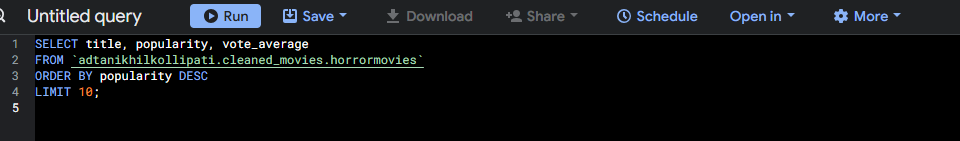 Untitled query Run Save Download Share Schedule Open in More
1 SELECT title, popularity, vote_average
2 FROM `adtanikhilkollipati.cleaned_movies.horrormovies`
3 ORDER BY popularity DESC
4 LIMIT 10;
5